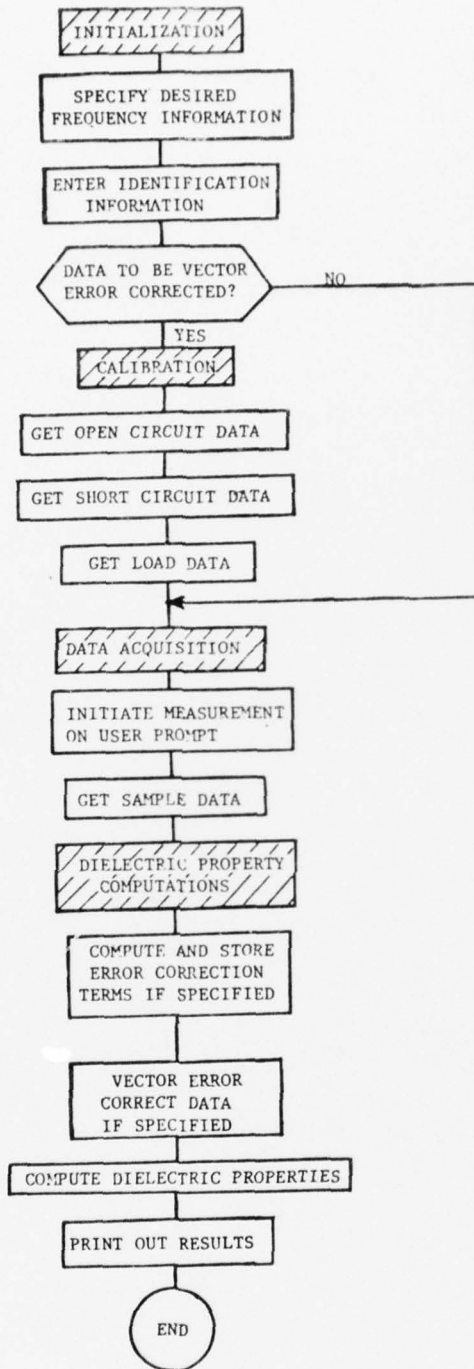 INITIALIZATION
SPECIFY DESIRED
FREQUENCY INFORMATION
ENTER IDENTIFICATION
INFORMATION
DATA TO BE VECTOR
ERROR CORRECTED?
NO
YES
CALIBRATION
GET OPEN CIRCUIT DATA
GET SHORT CIRCUIT DATA
GET LOAD DATA
DATA ACQUISITION
INITIATE MEASUREMENT
ON USER PROMPT
GET SAMPLE DATA
DIELECTRIC PROPERTY
COMPUTATIONS
COMPUTE AND STORE
ERROR CORRECTION
TERMS IF SPECIFIED
VECTOR ERROR
CORRECT DATA
IF SPECIFIED
COMPUTE DIELECTRIC PROPERTIES
PRINT OUT RESULTS
END